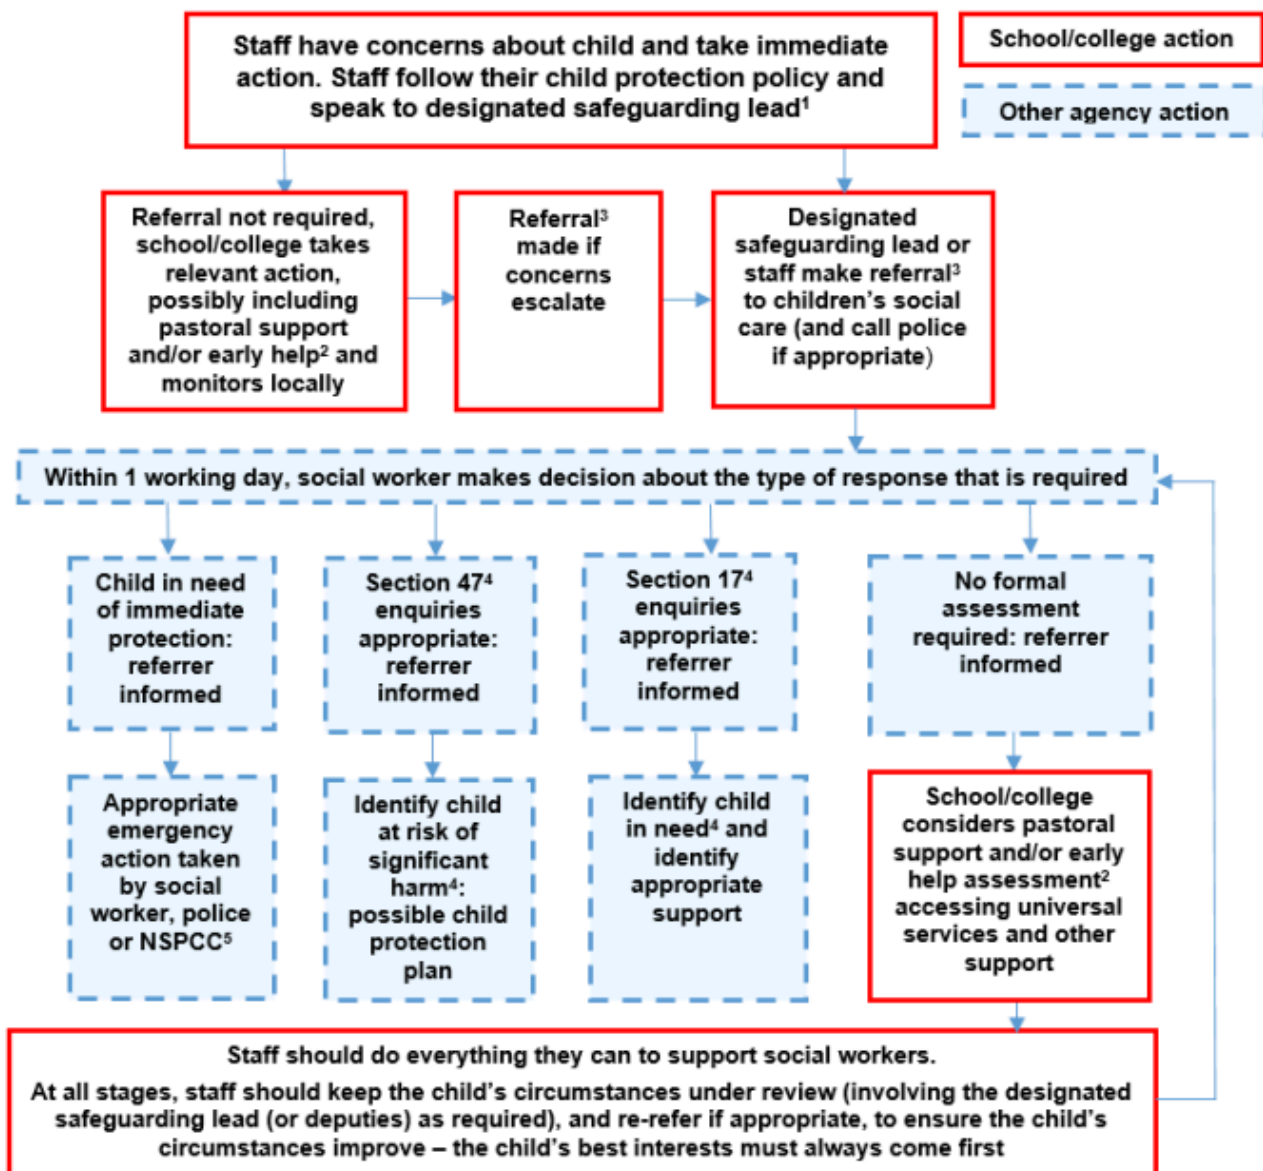 Staff have concerns about child and take immediate
action. Staff follow their child protection policy and
speak to designated safeguarding lead¹
School/college action
Other agency action
Referral not required,
school/college takes
relevant action,
possibly including
pastoral support
and/or early help² and
monitors locally
Referral³
made if
concerns
escalate
Designated
safeguarding lead or
staff make referral³
to children’s social
care (and call police
if appropriate)
Within 1 working day, social worker makes decision about the type of response that is required
Child in need
of immediate
protection:
referrer
informed
Section 47⁴
enquiries
appropriate:
referrer
informed
Section 17⁴
enquiries
appropriate:
referrer
informed
No formal
assessment
required: referrer
informed
Appropriate
emergency
action taken
by social
worker, police
or NSPCC⁵
Identify child
at risk of
significant
harm⁴:
possible child
protection
plan
Identify child
in need⁴ and
identify
appropriate
support
School/college
considers pastoral
support and/or early
help assessment²
accessing universal
services and other
support
Staff should do everything they can to support social workers.
At all stages, staff should keep the child’s circumstances under review (involving the designated
safeguarding lead (or deputies) as required), and re-refer if appropriate, to ensure the child’s
circumstances improve – the child’s best interests must always come first